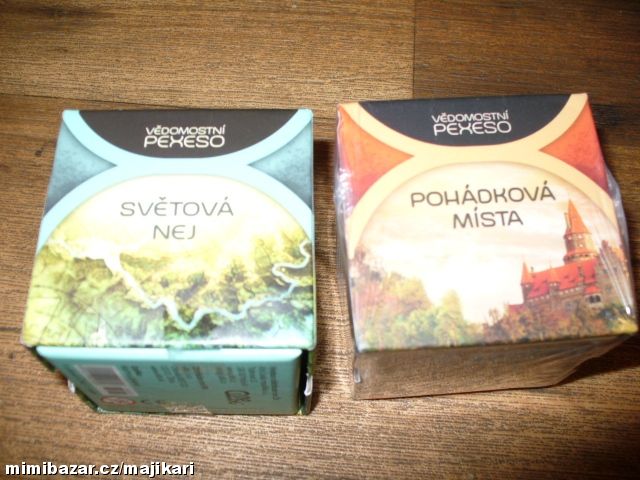 VĚDOMOSTNÍ
PEXESO
SVĚTOVÁ
NEJ
VĚDOMOSTNÍ
PEXESO
POHÁDKOVÁ
MÍSTA
mimibazar.cz/majikari